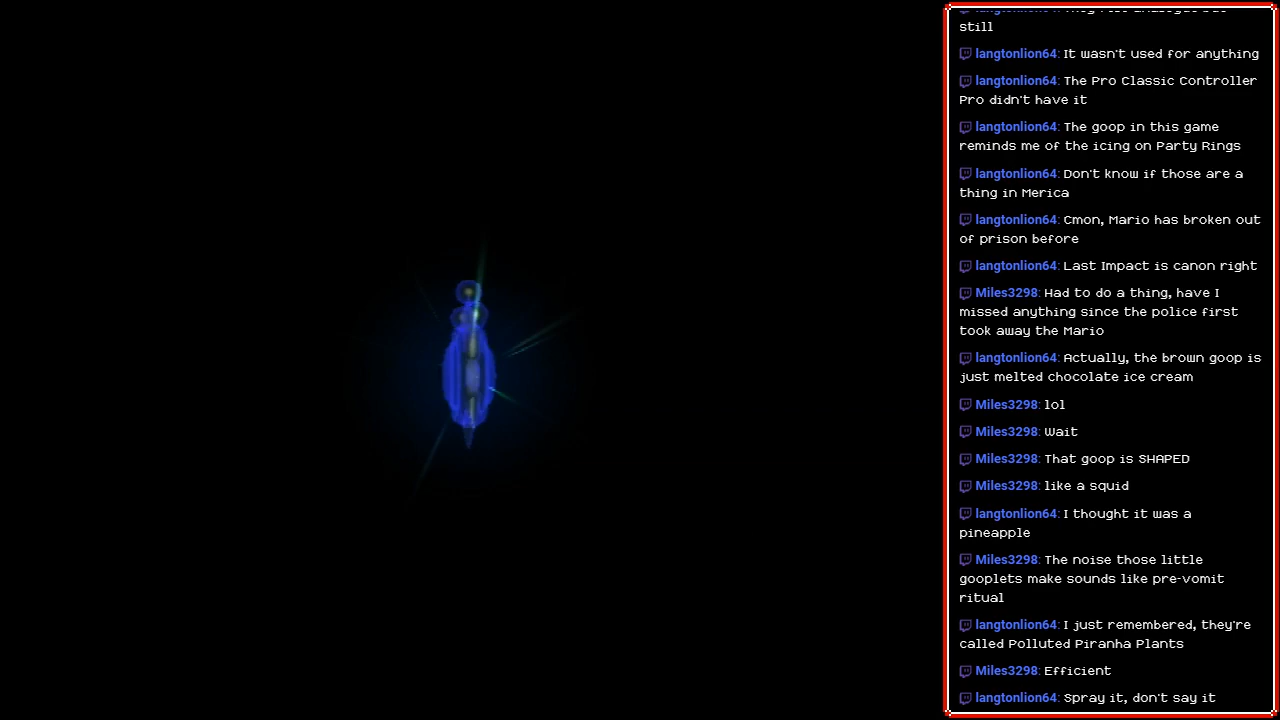 still
langtonlion64: It wasn't used for anything
langtonlion64: The Pro Classic Controller
Pro didn't have it
langtonlion64: The goop in this game
reminds me of the icing on Party Rings
langtonlion64: Don't know if those are a
thing in Merica
langtonlion64: Cmon, Mario has broken out
of prison before
langtonlion64: Last Impact is canon right
Miles3298: Had to do a thing, have I
missed anything since the police first
took away the Mario
langtonlion64: Actually, the brown goop is
just melted chocolate ice cream
Miles3298: lol
Miles3298: Wait
Miles3298: That goop is SHAPED
Miles3298: like a squid
langtonlion64: I thought it was a
pineapple
Miles3298: The noise those little
gooplets make sounds like pre-vomit
ritual
langtonlion64: I just remembered, they're
called Polluted Piranha Plants
Miles3298: Efficient
langtonlion64: Spray it, don't say it